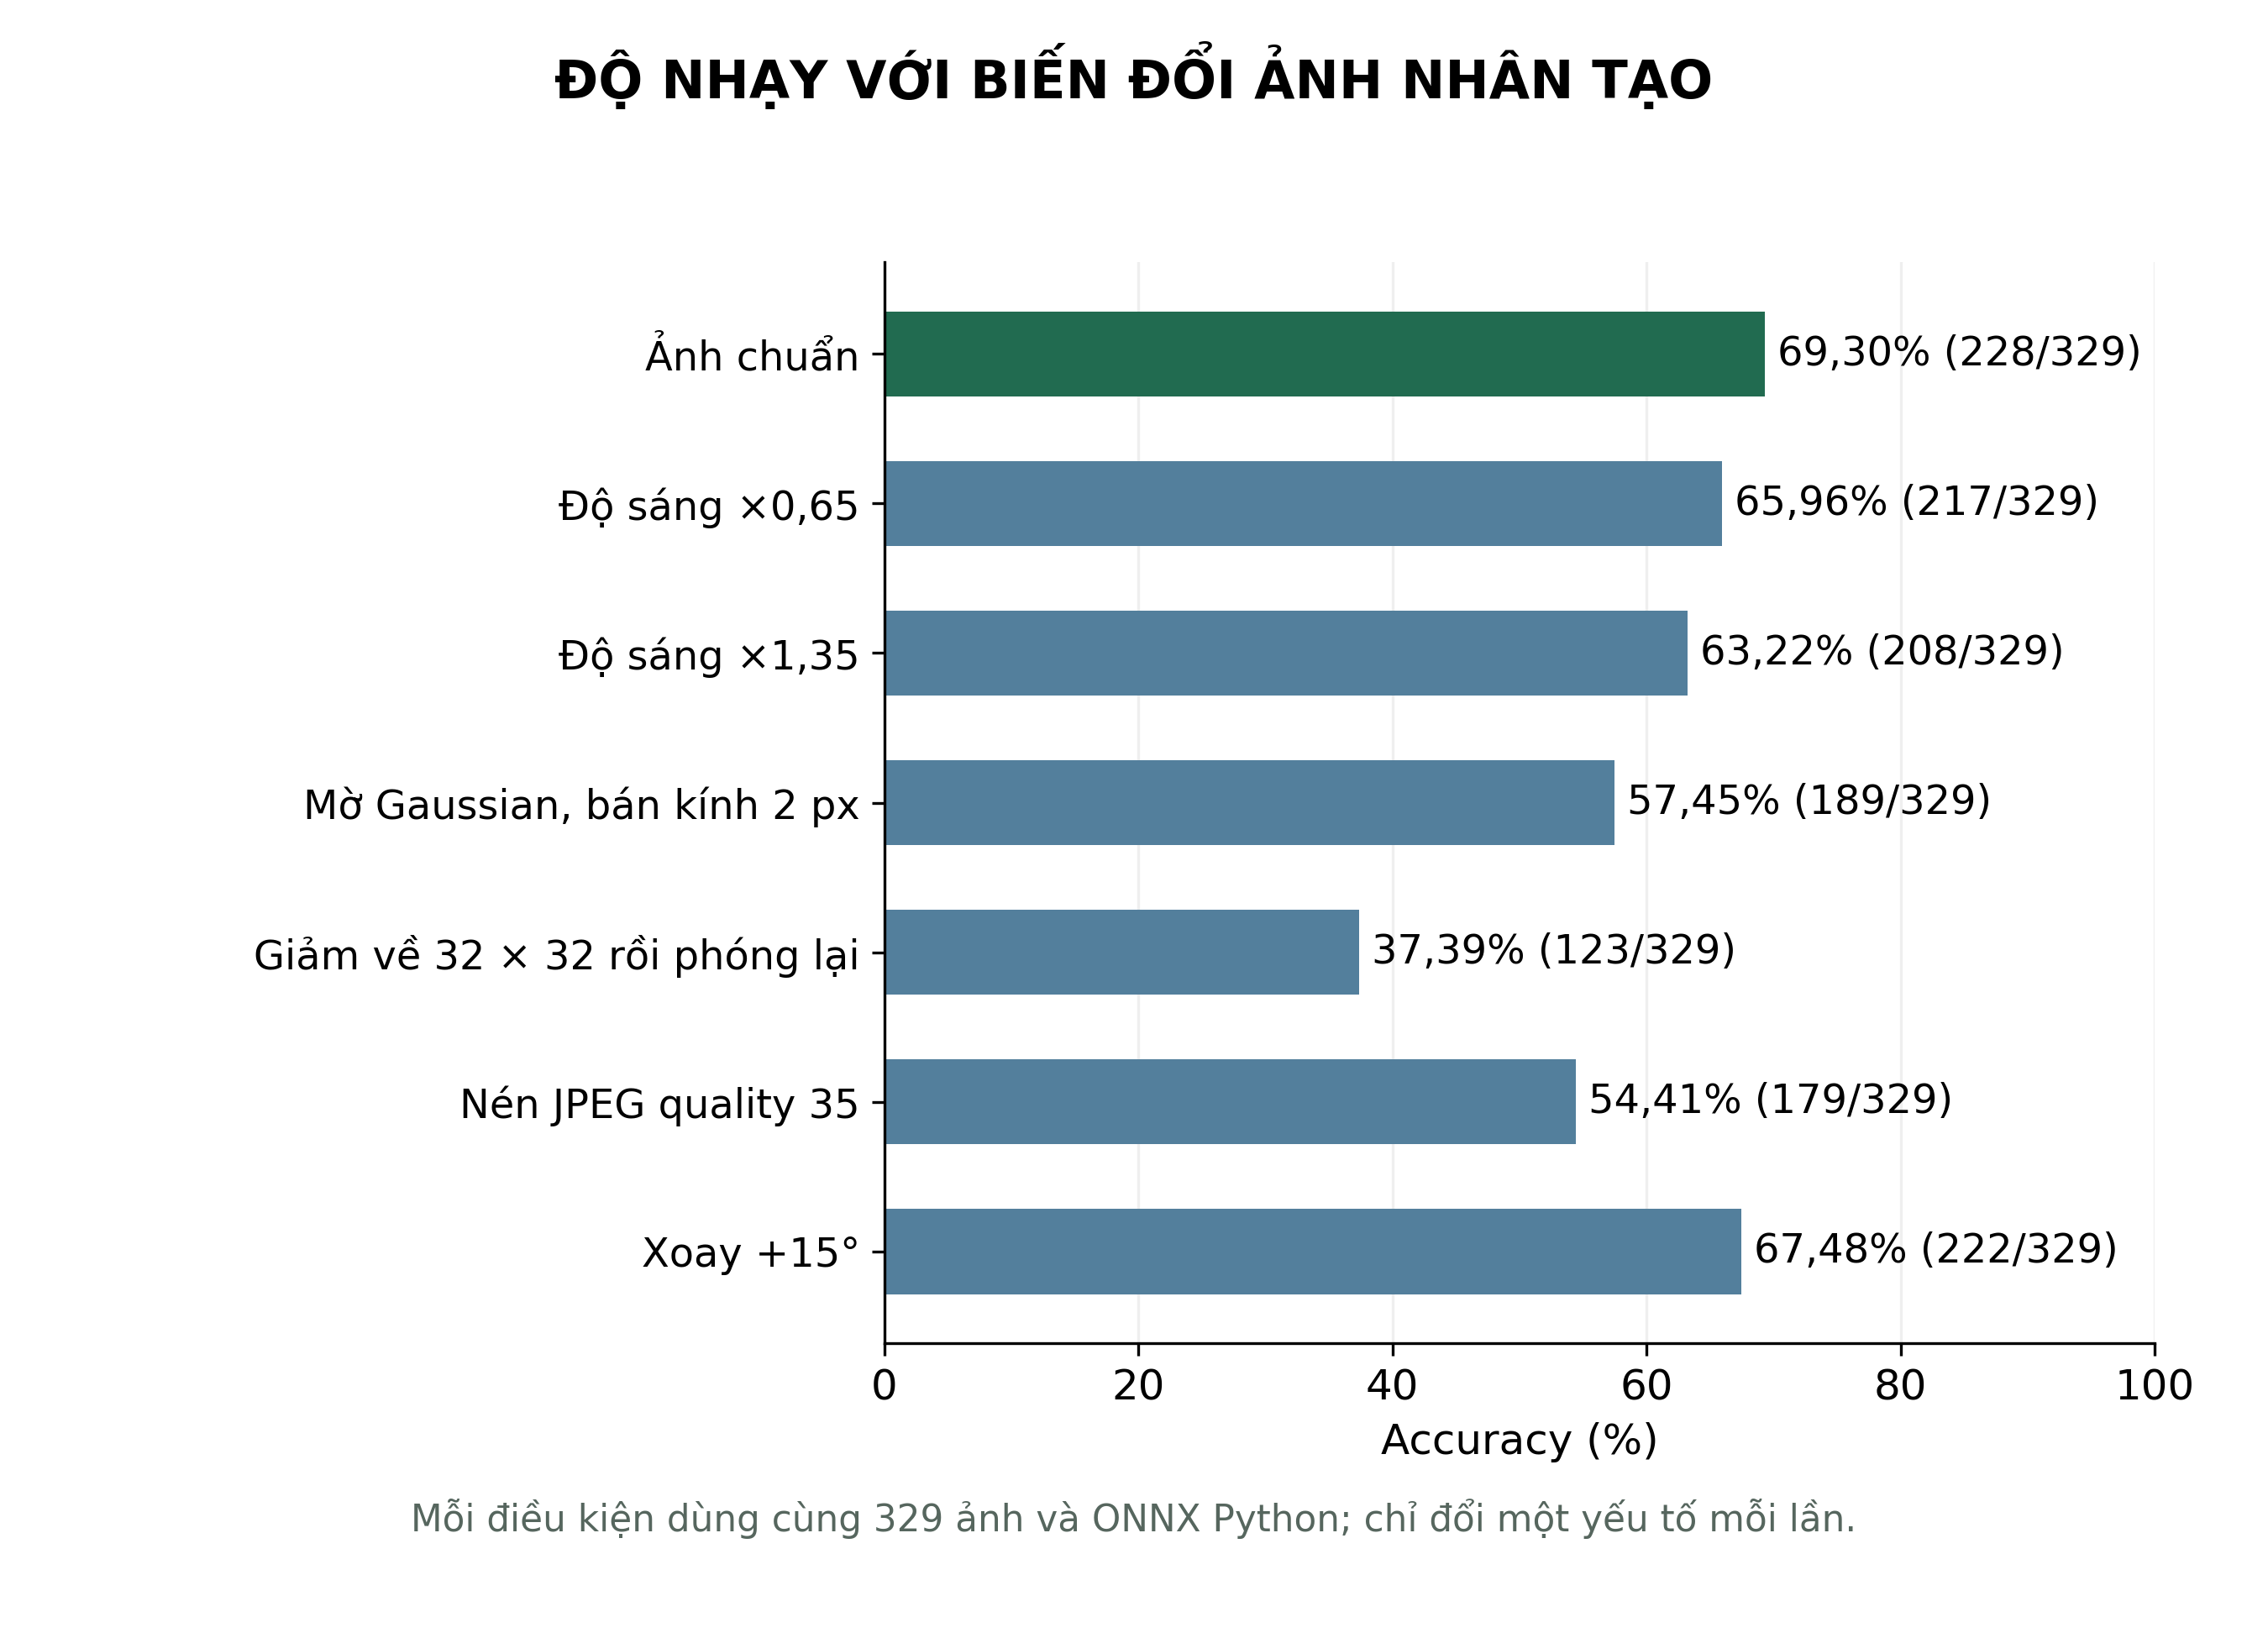 ĐỘ NHẠY VỚI BIẾN ĐỔI ẢNH NHÂN TẠO
Ảnh chuẩn 69,30% (228/329)
Độ sáng ×0,65 65,96% (217/329)
Độ sáng ×1,35 63,22% (208/329)
Mờ Gaussian, bán kính 2 px 57,45% (189/329)
Giảm về 32 × 32 rồi phóng lại 37,39% (123/329)
Nén JPEG quality 35 54,41% (179/329)
Xoay +15° 67,48% (222/329)
0 20 40 60 80 100
Accuracy (%)
Mỗi điều kiện dùng cùng 329 ảnh và ONNX Python; chỉ đổi một yếu tố mỗi lần.